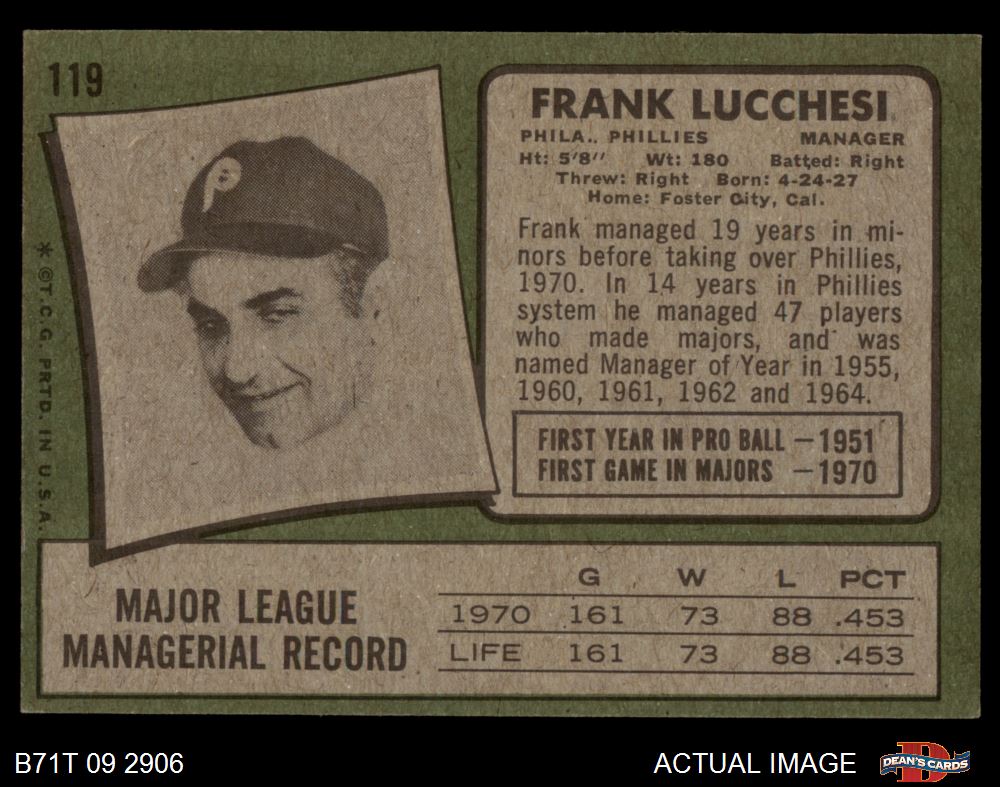 119
FRANK LUCCHESI
PHILA.. PHILLIES MANAGER
Ht: 5'8" Wt: 180 Batted: Right
Threw: Right Born: 4-24-27
Home: Foster City, Cal.
Frank managed 19 years in mi-
nors before taking over Phillies,
1970. In 14 years in Phillies
system he managed 47 players
who made majors, and was
named Manager of Year in 1955,
1960, 1961, 1962 and 1964.
FIRST YEAR IN PRO BALL — 1951
FIRST GAME IN MAJORS — 1970
* ©T.C.G. PRTD. IN U.S.A.
MAJOR LEAGUE
MANAGERIAL RECORD
G W L PCT
1970 161 73 88 .453
LIFE 161 73 88 .453
P
B71T 09 2906
ACTUAL IMAGE
D
DEAN'S CARDS